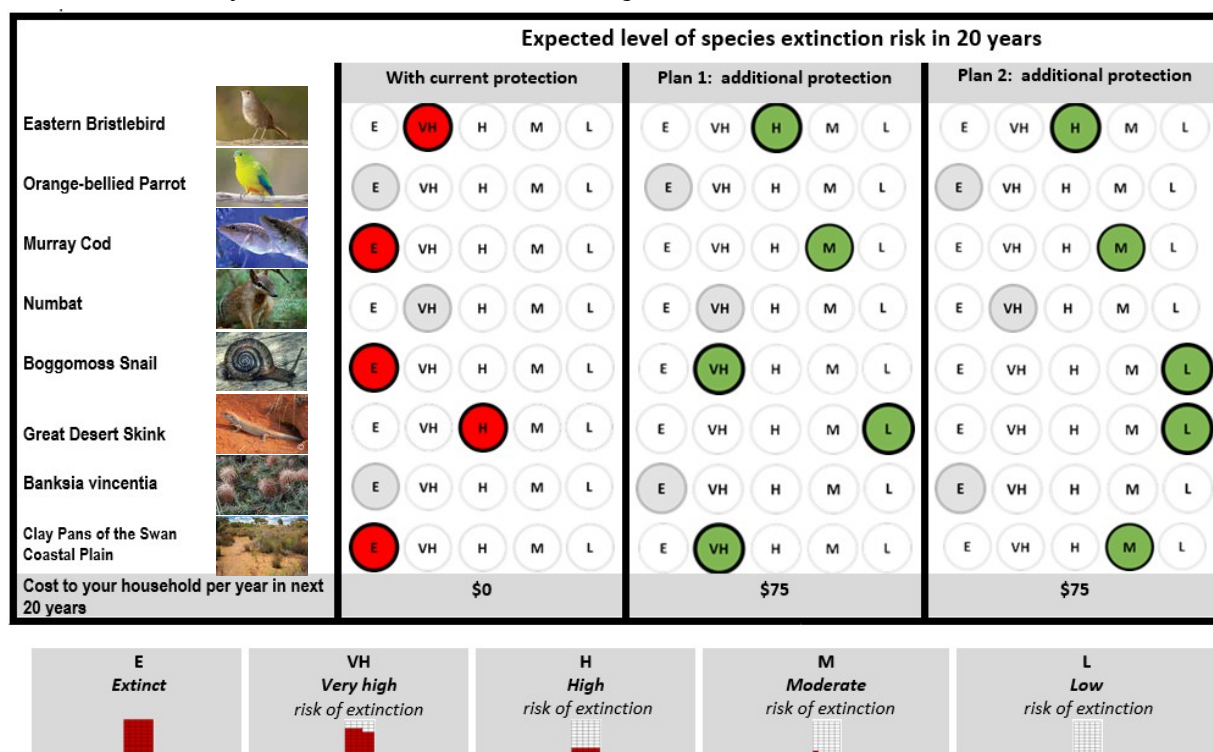 Expected level of species extinction risk in 20 years
With current protection
Plan 1: additional protection
Plan 2: additional protection
Eastern Bristlebird
E VH H M L
E VH H M L
E VH H M L
Orange-bellied Parrot
E VH H M L
E VH H M L
E VH H M L
Murray Cod
E VH H M L
E VH H M L
E VH H M L
Numbat
E VH H M L
E VH H M L
E VH H M L
Boggomoss Snail
E VH H M L
E VH H M L
E VH H M L
Great Desert Skink
E VH H M L
E VH H M L
E VH H M L
Banksia vincentia
E VH H M L
E VH H M L
E VH H M L
Clay Pans of the Swan
Coastal Plain
E VH H M L
E VH H M L
E VH H M L
Cost to your household per year in next
20 years
$0
$75
$75
E
Extinct
VH
Very high
risk of extinction
H
High
risk of extinction
M
Moderate
risk of extinction
L
Low
risk of extinction